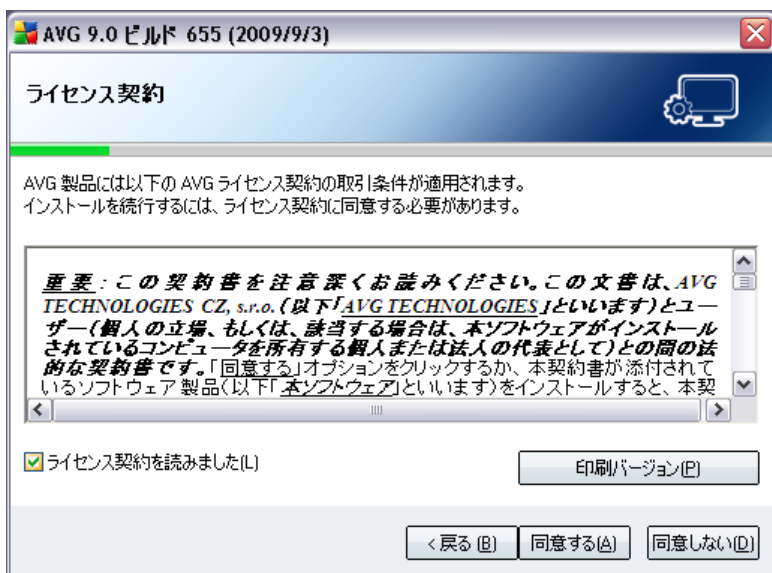 AVG 9.0 ビルド 655 (2009/9/3)
ライセンス契約
AVG 製品には以下の AVG ライセンス契約の取引条件が適用されます。
インストールを続行するには、ライセンス契約に同意する必要があります。
重要：この契約書を注意深くお読みください。この文書は、AVG
TECHNOLOGIES CZ, s.r.o.（以下「AVG TECHNOLOGIES」といいます）とユー
ザー（個人の立場、もしくは、該当する場合は、本ソフトウェアがインストール
されているコンピュータを所有する個人または法人の代表として）との間の法
的な契約書です。「同意する」オプションをクリックするか、本契約書が添付されて
いるソフトウェア製品（以下「本ソフトウェア」といいます）をインストールすると、本契
ライセンス契約を読みました(L)
印刷バージョン(P)
< 戻る (B)
同意する(A)
同意しない(D)